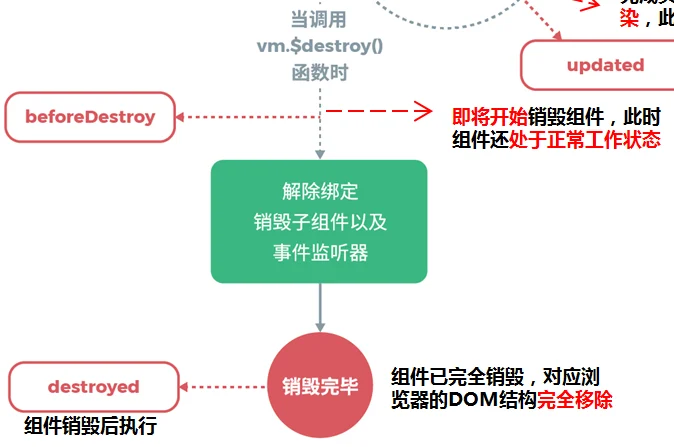 当调用
vm.$destroy()
函数时
染，此
updated
beforeDestroy
即将开始销毁组件，此时
组件还处于正常工作状态
解除绑定
销毁子组件以及
事件监听器
销毁完毕
destroyed
组件销毁后执行
组件已完全销毁，对应浏
览器的DOM结构完全移除